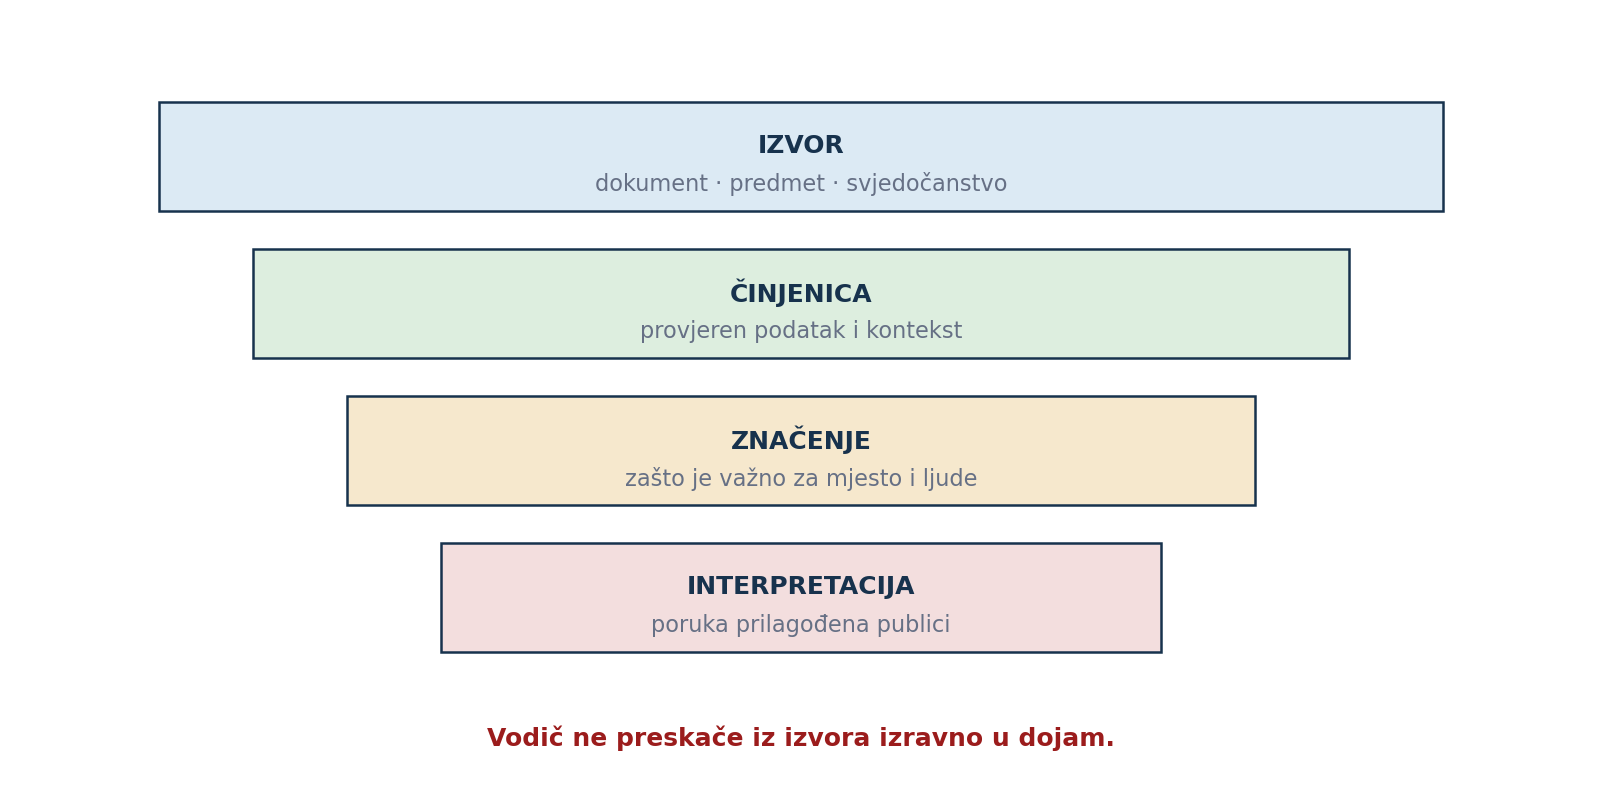 IZVOR
dokument · predmet · svjedočanstvo
ČINJENICA
provjeren podatak i kontekst
ZNAČENJE
zašto je važno za mjesto i ljude
INTERPRETACIJA
poruka prilagođena publici
Vodič ne preskače iz izvora izravno u dojam.